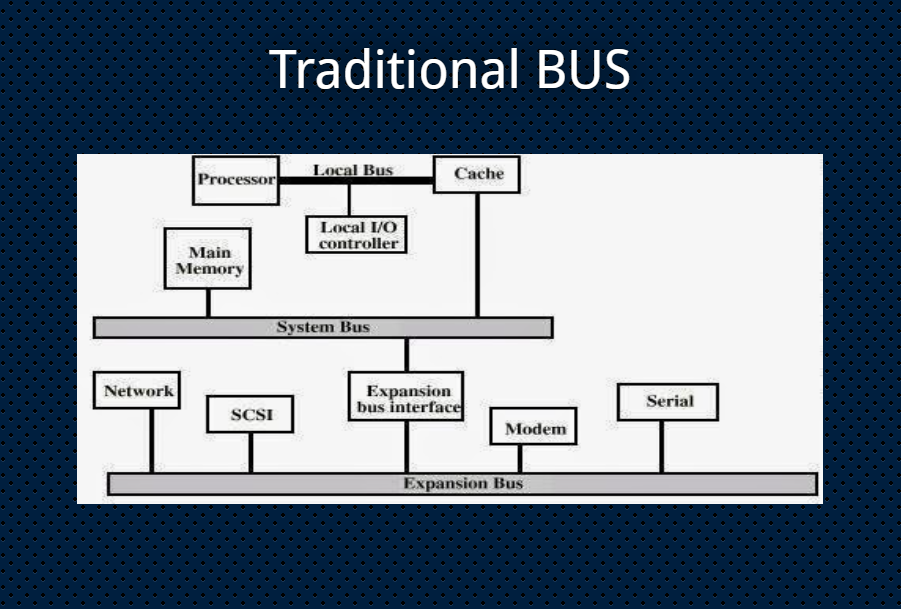 Traditional BUS
Processor
Local Bus
Cache
Local I/O
controller
Main
Memory
System Bus
Network
SCSI
Expansion
bus interface
Modem
Serial
Expansion Bus